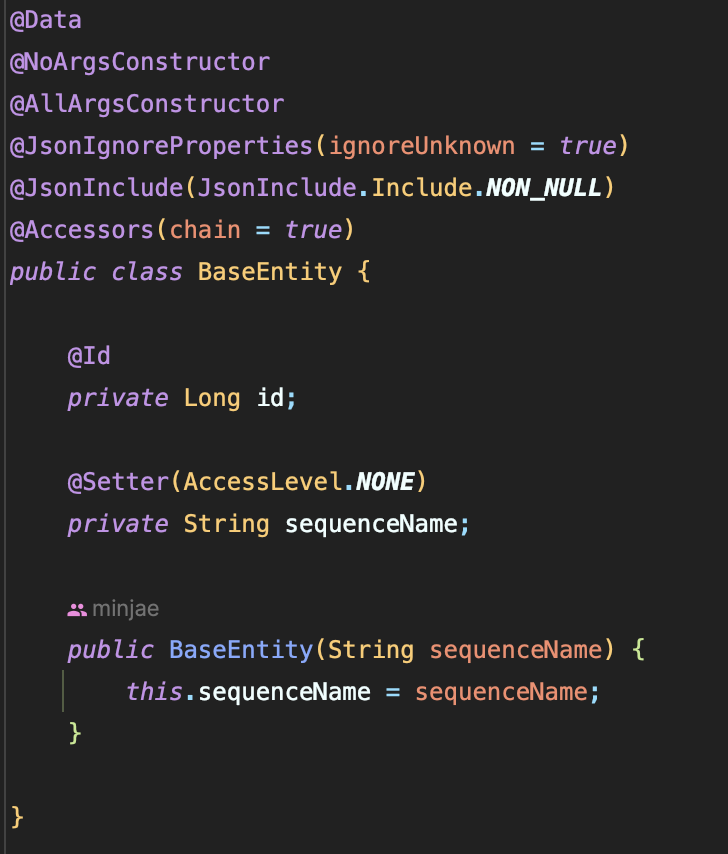 @Data
@NoArgsConstructor
@AllArgsConstructor
@JsonIgnoreProperties(ignoreUnknown = true)
@JsonInclude(JsonInclude.Include.NON_NULL)
@Accessors(chain = true)
public class BaseEntity {
@Id
private Long id;
@Setter(AccessLevel.NONE)
private String sequenceName;
minjae
public BaseEntity(String sequenceName) {
this.sequenceName = sequenceName;
}
}